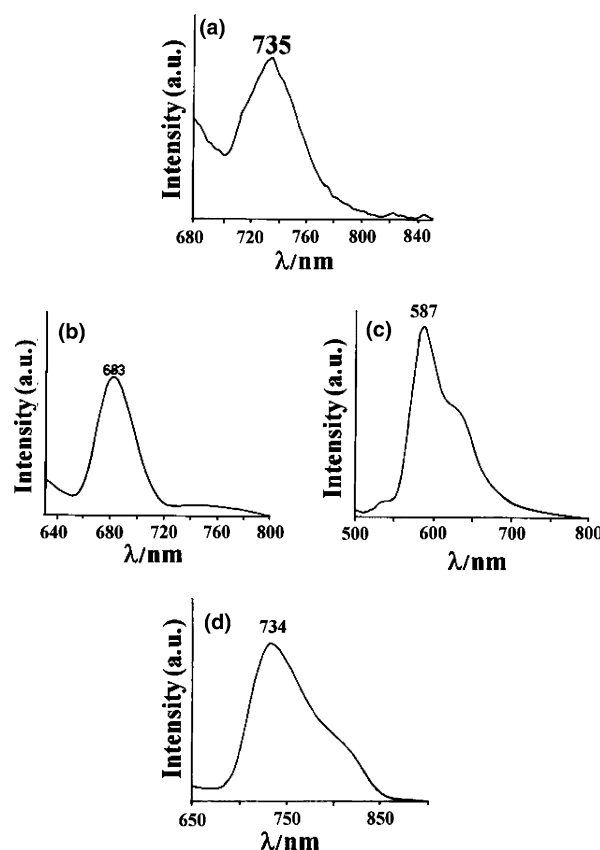 (a)
735
Intensity (a.u.)
680 720 760 800 840
λ/nm
(b)
683
Intensity (a.u.)
640 680 720 760 800
λ/nm
(c)
587
Intensity (a.u.)
500 600 700 800
λ/nm
(d)
734
Intensity (a.u.)
650 750 850
λ/nm